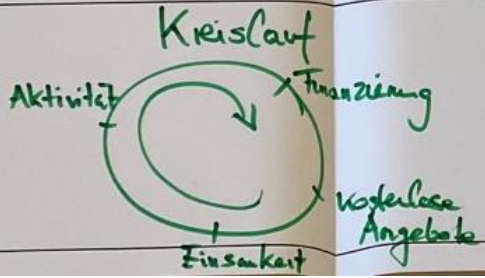 Kreislauf
Aktivität
Finanzierung
kostenlose
Angebote
Einsamkeit